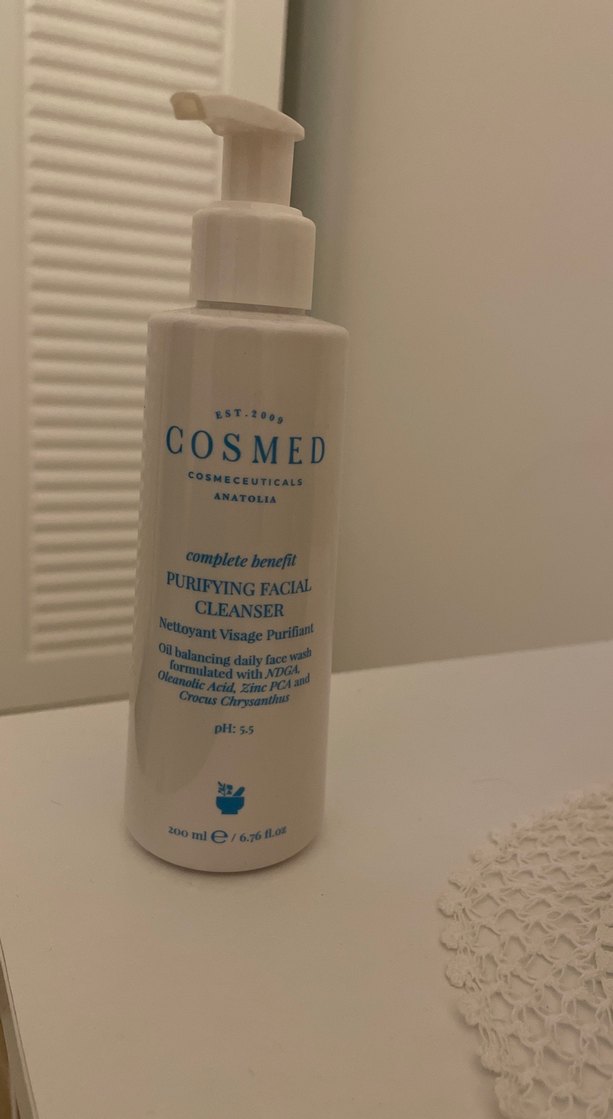 EST.2009
COSMED
COSMECEUTICALS
ANATOLIA
complete benefit
PURIFYING FACIAL
CLEANSER
Nettoyant Visage Purifiant
Oil balancing daily face wash
formulated with NDGA,
Oleanolic Acid, Zinc PCA and
Crocus Chrysanthus
pH: 5.5
200 ml ℮ / 6.76 fl.oz